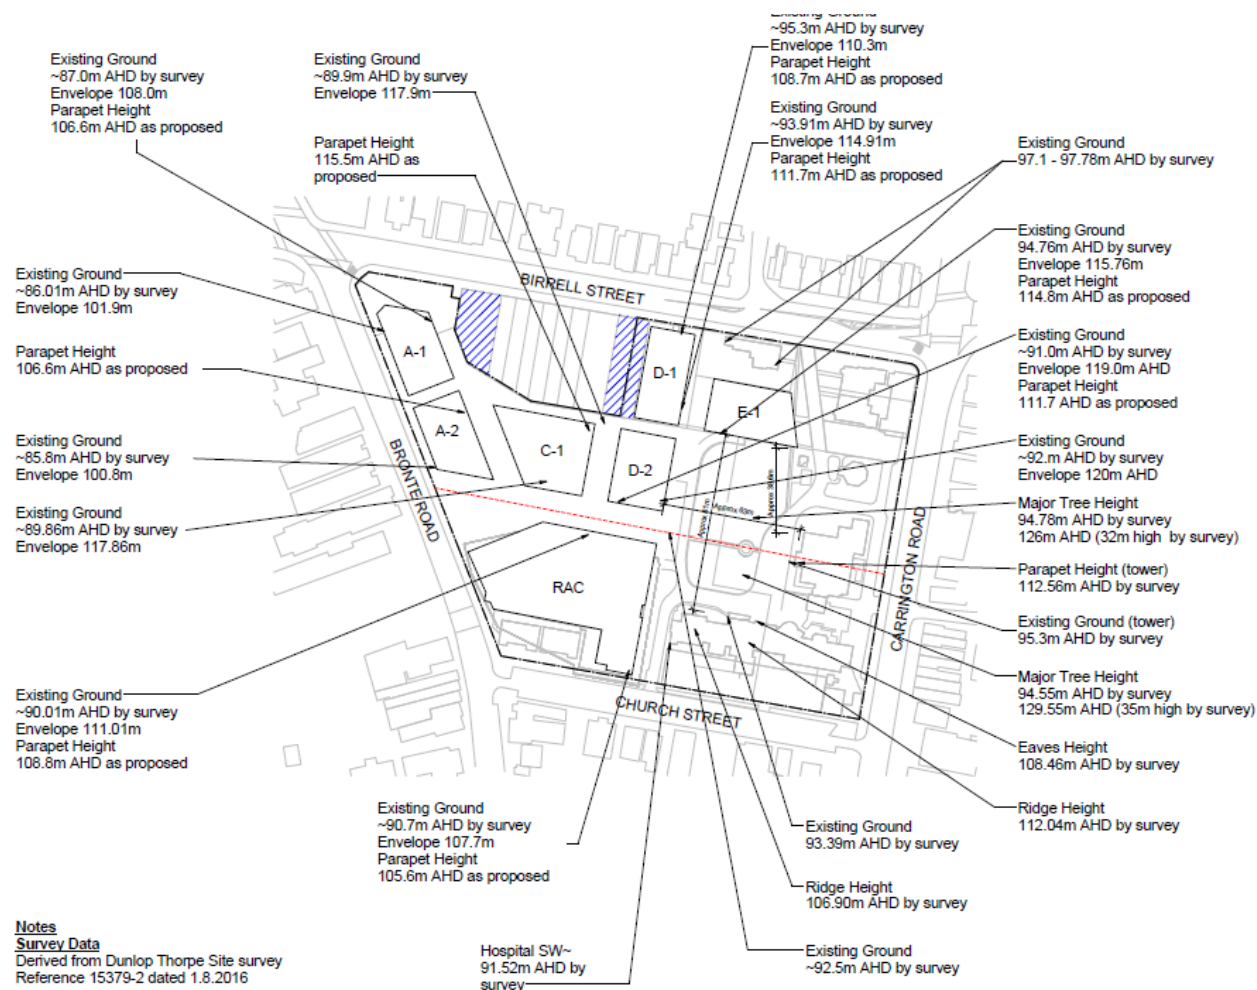 Existing Ground
~95.3m AHD by survey
Envelope 110.3m
Parapet Height
108.7m AHD as proposed
Existing Ground
~87.0m AHD by survey
Envelope 108.0m
Parapet Height
106.6m AHD as proposed
Existing Ground
~89.9m AHD by survey
Envelope 117.9m
Parapet Height
115.5m AHD as
proposed
Existing Ground
~93.91m AHD by survey
Envelope 114.91m
Parapet Height
111.7m AHD as proposed
Existing Ground
97.1 - 97.78m AHD by survey
Existing Ground
94.76m AHD by survey
Envelope 115.76m
Parapet Height
114.8m AHD as proposed
Existing Ground
~86.01m AHD by survey
Envelope 101.9m
Parapet Height
106.6m AHD as proposed
Existing Ground
~91.0m AHD by survey
Envelope 119.0m AHD
Parapet Height
111.7 AHD as proposed
Existing Ground
~85.8m AHD by survey
Envelope 100.8m
Existing Ground
~92.m AHD by survey
Envelope 120m AHD
Existing Ground
~89.86m AHD by survey
Envelope 117.86m
Major Tree Height
94.78m AHD by survey
126m AHD (32m high by survey)
Parapet Height (tower)
112.56m AHD by survey
Existing Ground (tower)
95.3m AHD by survey
Major Tree Height
94.55m AHD by survey
129.55m AHD (35m high by survey)
Eaves Height
108.46m AHD by survey
Ridge Height
112.04m AHD by survey
BIRRELL STREET
BRONTE ROAD
CARRINGTON ROAD
CHURCH STREET
A-1
A-2
C-1
D-1
D-2
E-1
RAC
Approx 63m
Existing Ground
~90.01m AHD by survey
Envelope 111.01m
Parapet Height
108.8m AHD as proposed
Existing Ground
~90.7m AHD by survey
Envelope 107.7m
Parapet Height
105.6m AHD as proposed
Existing Ground
93.39m AHD by survey
Ridge Height
106.90m AHD by survey
Existing Ground
~92.5m AHD by survey
Hospital SW~
91.52m AHD by
survey
Notes
Survey Data
Derived from Dunlop Thorpe Site survey
Reference 15379-2 dated 1.8.2016